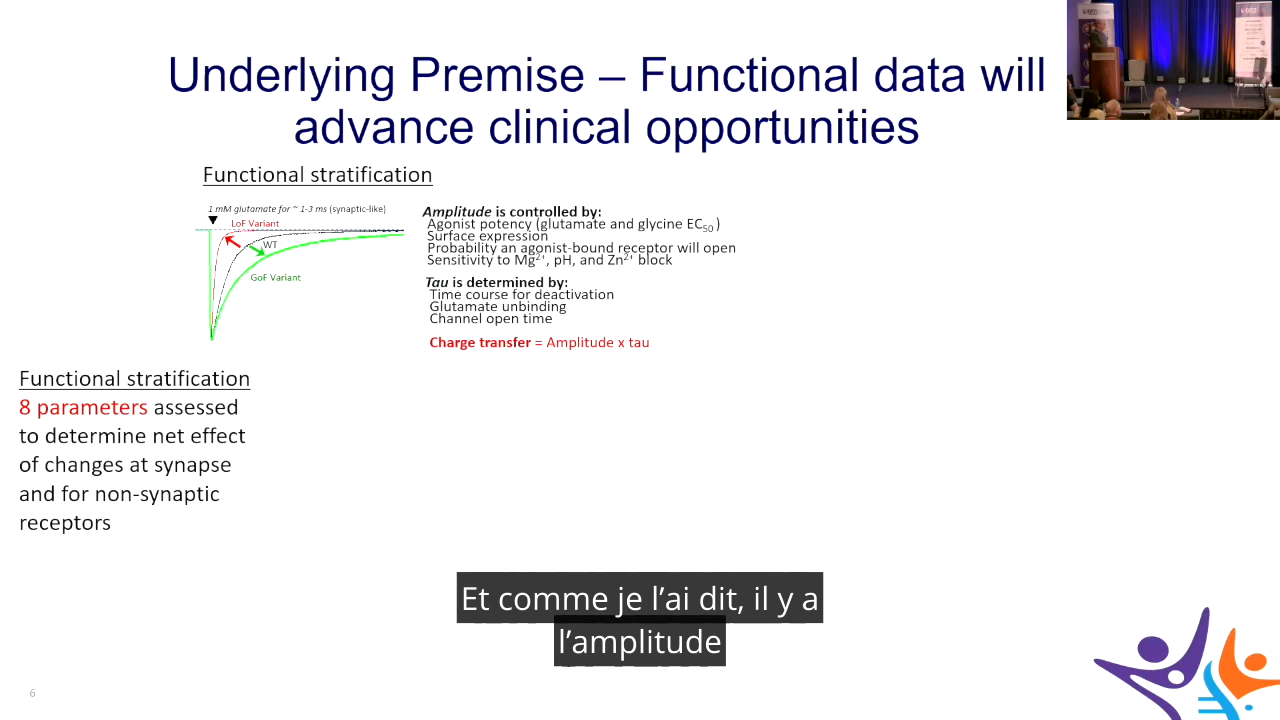 Underlying Premise – Functional data will
advance clinical opportunities
Functional stratification
1 mM glutamate for ~ 1-3 ms (synaptic-like)
LoF Variant
WT
GoF Variant
Amplitude is controlled by:
Agonist potency (glutamate and glycine EC50)
Surface expression
Probability an agonist-bound receptor will open
Sensitivity to Mg2+, pH, and Zn2+ block
Tau is determined by:
Time course for deactivation
Glutamate unbinding
Channel open time
Charge transfer = Amplitude x tau
Functional stratification
8 parameters assessed
to determine net effect
of changes at synapse
and for non-synaptic
receptors
Et comme je l’ai dit, il y a
l’amplitude
6